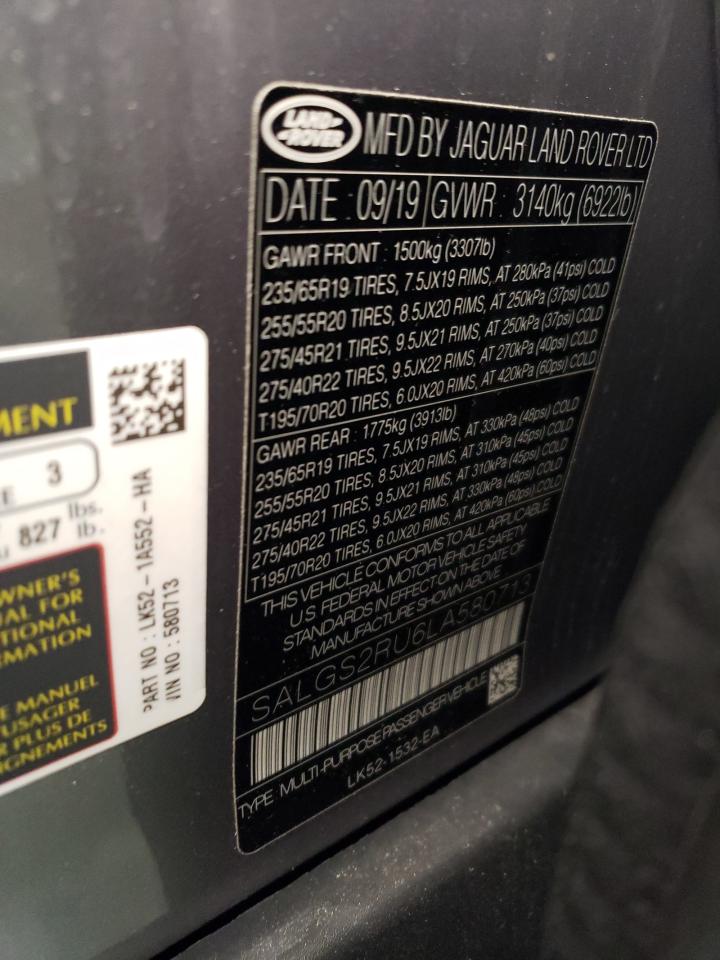 LAND-
-ROVER
MFD BY JAGUAR LAND ROVER LTD
DATE : 09/19 GVWR : 3140kg (6922lb)
GAWR FRONT : 1500kg (3307lb)
235/65R19 TIRES, 7.5JX19 RIMS, AT 280kPa (41psi) COLD
255/55R20 TIRES, 8.5JX20 RIMS, AT 250kPa (37psi) COLD
275/45R21 TIRES, 9.5JX21 RIMS, AT 250kPa (37psi) COLD
275/40R22 TIRES, 9.5JX22 RIMS, AT 270kPa (40psi) COLD
T195/70R20 TIRES, 6.0JX20 RIMS, AT 420kPa (60psi) COLD
GAWR REAR : 1775kg (3913lb)
235/65R19 TIRES, 7.5JX19 RIMS, AT 330kPa (48psi) COLD
255/55R20 TIRES, 8.5JX20 RIMS, AT 310kPa (45psi) COLD
275/45R21 TIRES, 9.5JX21 RIMS, AT 310kPa (45psi) COLD
275/40R22 TIRES, 9.5JX22 RIMS, AT 330kPa (48psi) COLD
T195/70R20 TIRES, 6.0JX20 RIMS, AT 420kPa (60psi) COLD
THIS VEHICLE CONFORMS TO ALL APPLICABLE
U.S. FEDERAL MOTOR VEHICLE SAFETY
STANDARDS IN EFFECT ON THE DATE OF
MANUFACTURE SHOWN ABOVE
SALGS2RU6LA580713
TYPE : MULTI-PURPOSE PASSENGER VEHICLE
LK52-1532-EA
MENT
E 3
lbs.
u 827 lb.
WNER'S
AL FOR
TIONAL
RMATION
E MANUEL
'USAGER
R PLUS DE
IGNEMENTS
PART NO : LK52-1A552-HA
VIN NO : 580713